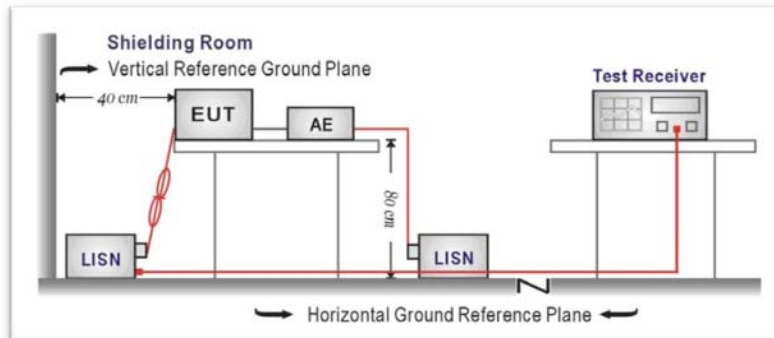 Shielding Room
Vertical Reference Ground Plane
40 cm
EUT
AE
Test Receiver
80 cm
LISN
LISN
Horizontal Ground Reference Plane